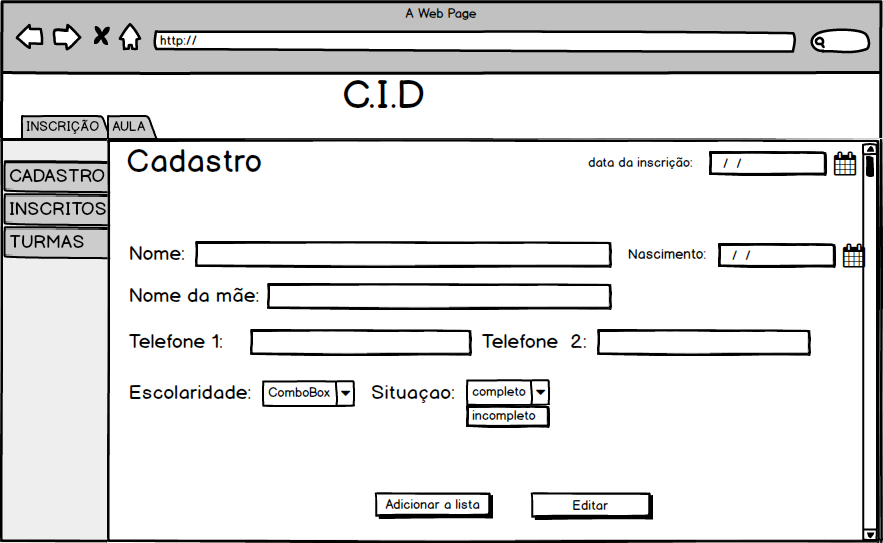 A Web Page
http://
C.I.D
INSCRIÇÃO AULA
CADASTRO
INSCRITOS
TURMAS
Cadastro
data da inscrição: / /
Nome:
Nascimento: / /
Nome da mãe:
Telefone 1:
Telefone 2:
Escolaridade: ComboBox
Situaçao: completo
incompleto
Adicionar a lista
Editar